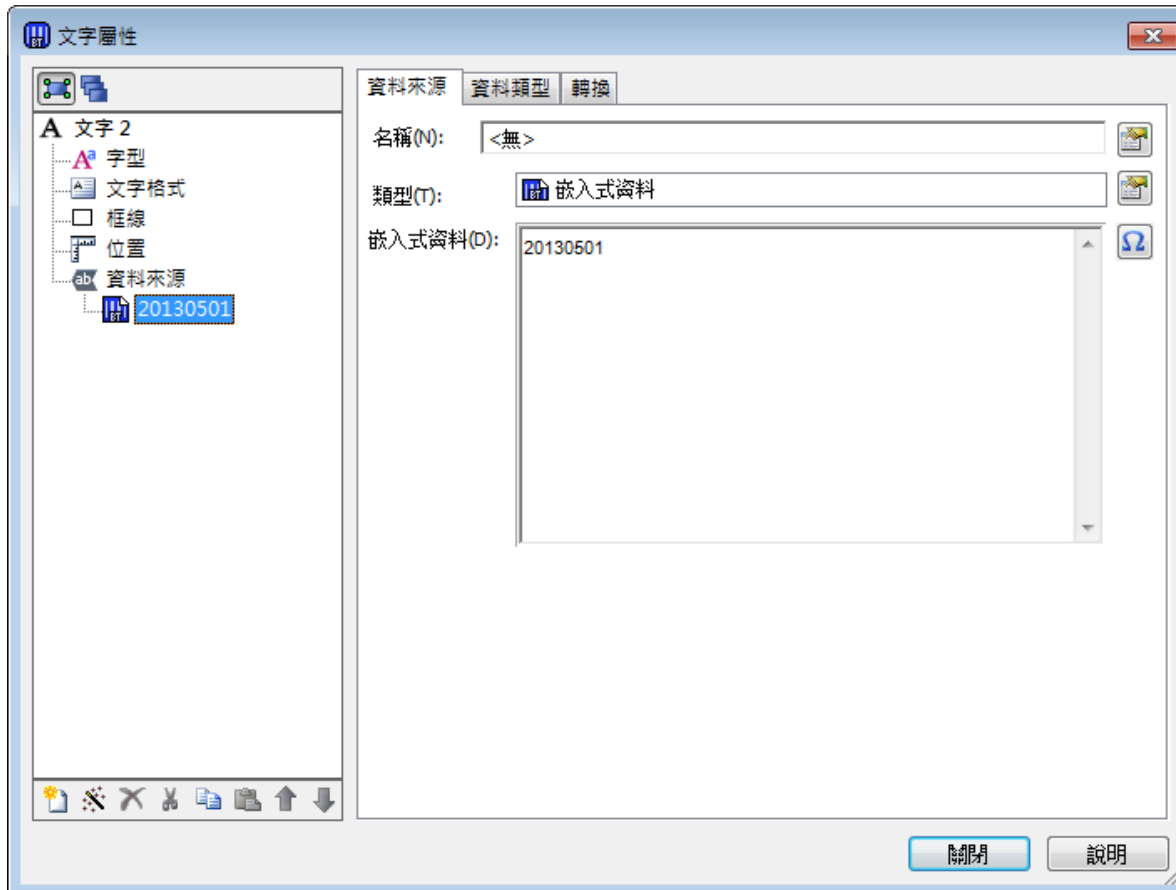 文字屬性
A 文字 2
字型
文字格式
框線
位置
資料來源
20130501
資料來源 資料類型 轉換
名稱(N): <無>
類型(T): 嵌入式資料
嵌入式資料(D): 20130501
關閉 說明